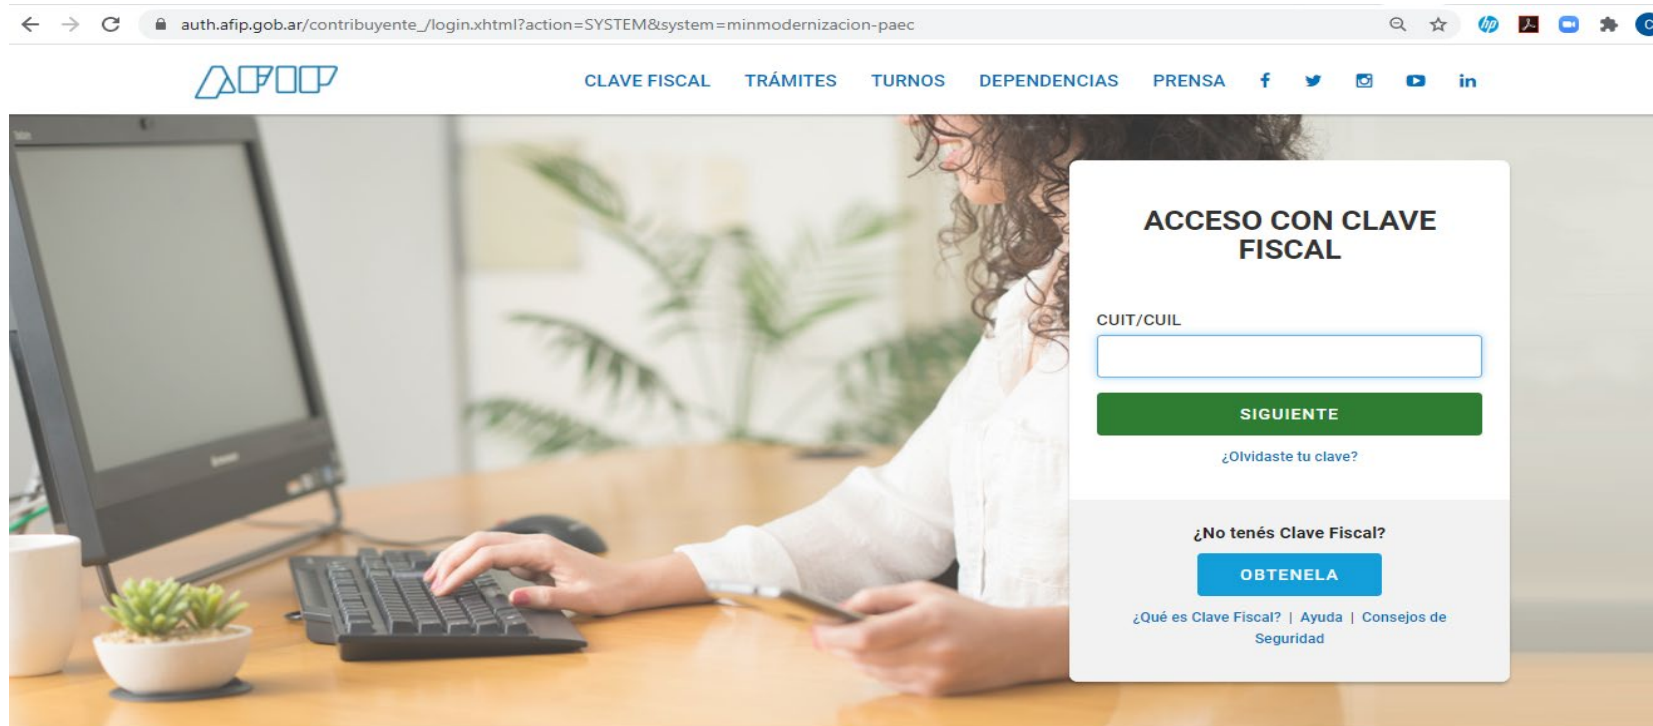 auth.afip.gob.ar/contribuyente_/login.xhtml?action=SYSTEM&system=minmodernizacion-paec
AFIP
CLAVE FISCAL TRÁMITES TURNOS DEPENDENCIAS PRENSA
ACCESO CON CLAVE
FISCAL
CUIT/CUIL
SIGUIENTE
¿Olvidaste tu clave?
¿No tenés Clave Fiscal?
OBTENELA
¿Qué es Clave Fiscal? | Ayuda | Consejos de
Seguridad